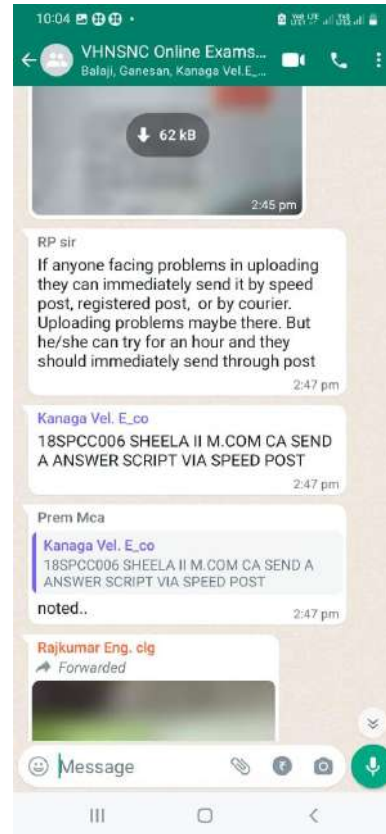 10:04
VHNSNC Online Exams...
Balaji, Ganesan, Kanaga Vel.E_...
62 kB
2:45 pm
RP sir
If anyone facing problems in uploading
they can immediately send it by speed
post, registered post, or by courier.
Uploading problems maybe there. But
he/she can try for an hour and they
should immediately send through post
2:47 pm
Kanaga Vel. E_co
18SPCC006 SHEELA II M.COM CA SEND
A ANSWER SCRIPT VIA SPEED POST
2:47 pm
Prem Mca
Kanaga Vel. E_co
18SPCC006 SHEELA II M.COM CA SEND A
ANSWER SCRIPT VIA SPEED POST
noted..
2:47 pm
Rajkumar Eng. clg
Forwarded
Message